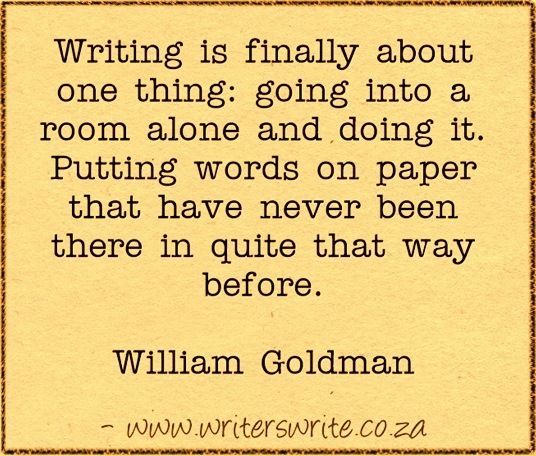 Writing is finally about
one thing: going into a
room alone and doing it.
Putting words on paper
that have never been
there in quite that way
before.
William Goldman
- www.writerswrite.co.za